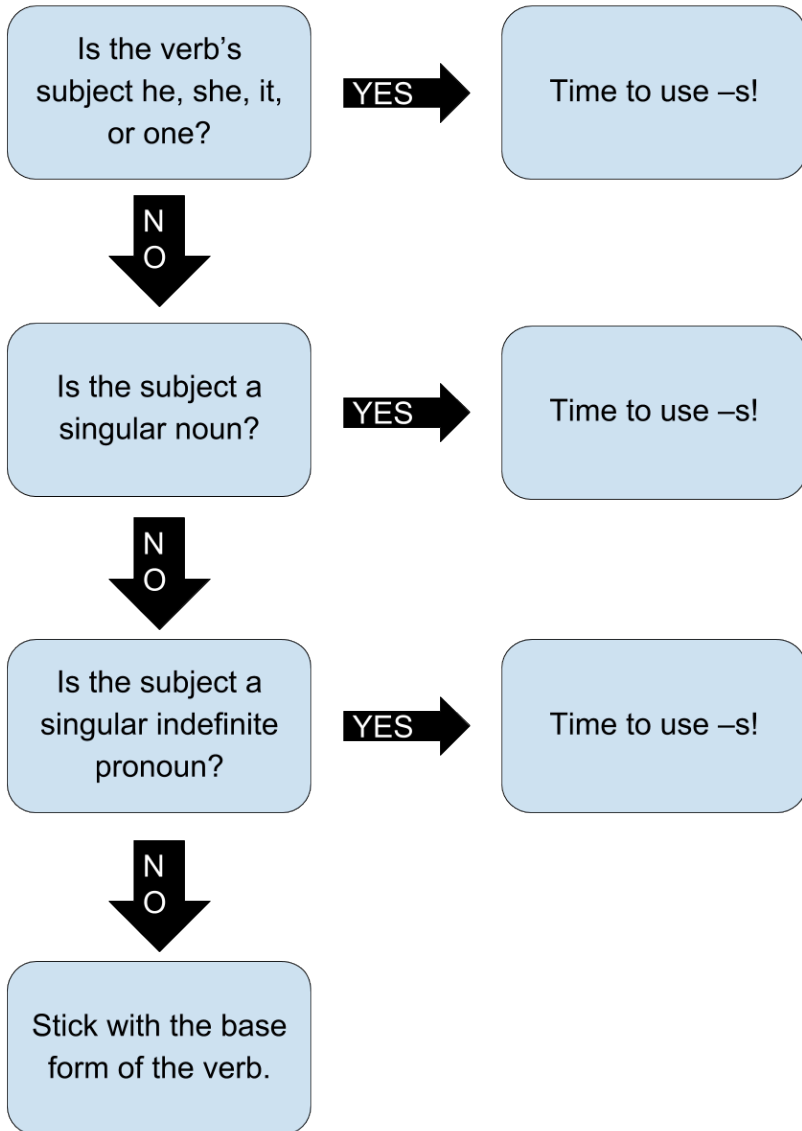 Is the verb’s
subject he, she, it,
or one?
YES
Time to use –s!
N
O
Is the subject a
singular noun?
YES
Time to use –s!
N
O
Is the subject a
singular indefinite
pronoun?
YES
Time to use –s!
N
O
Stick with the base
form of the verb.